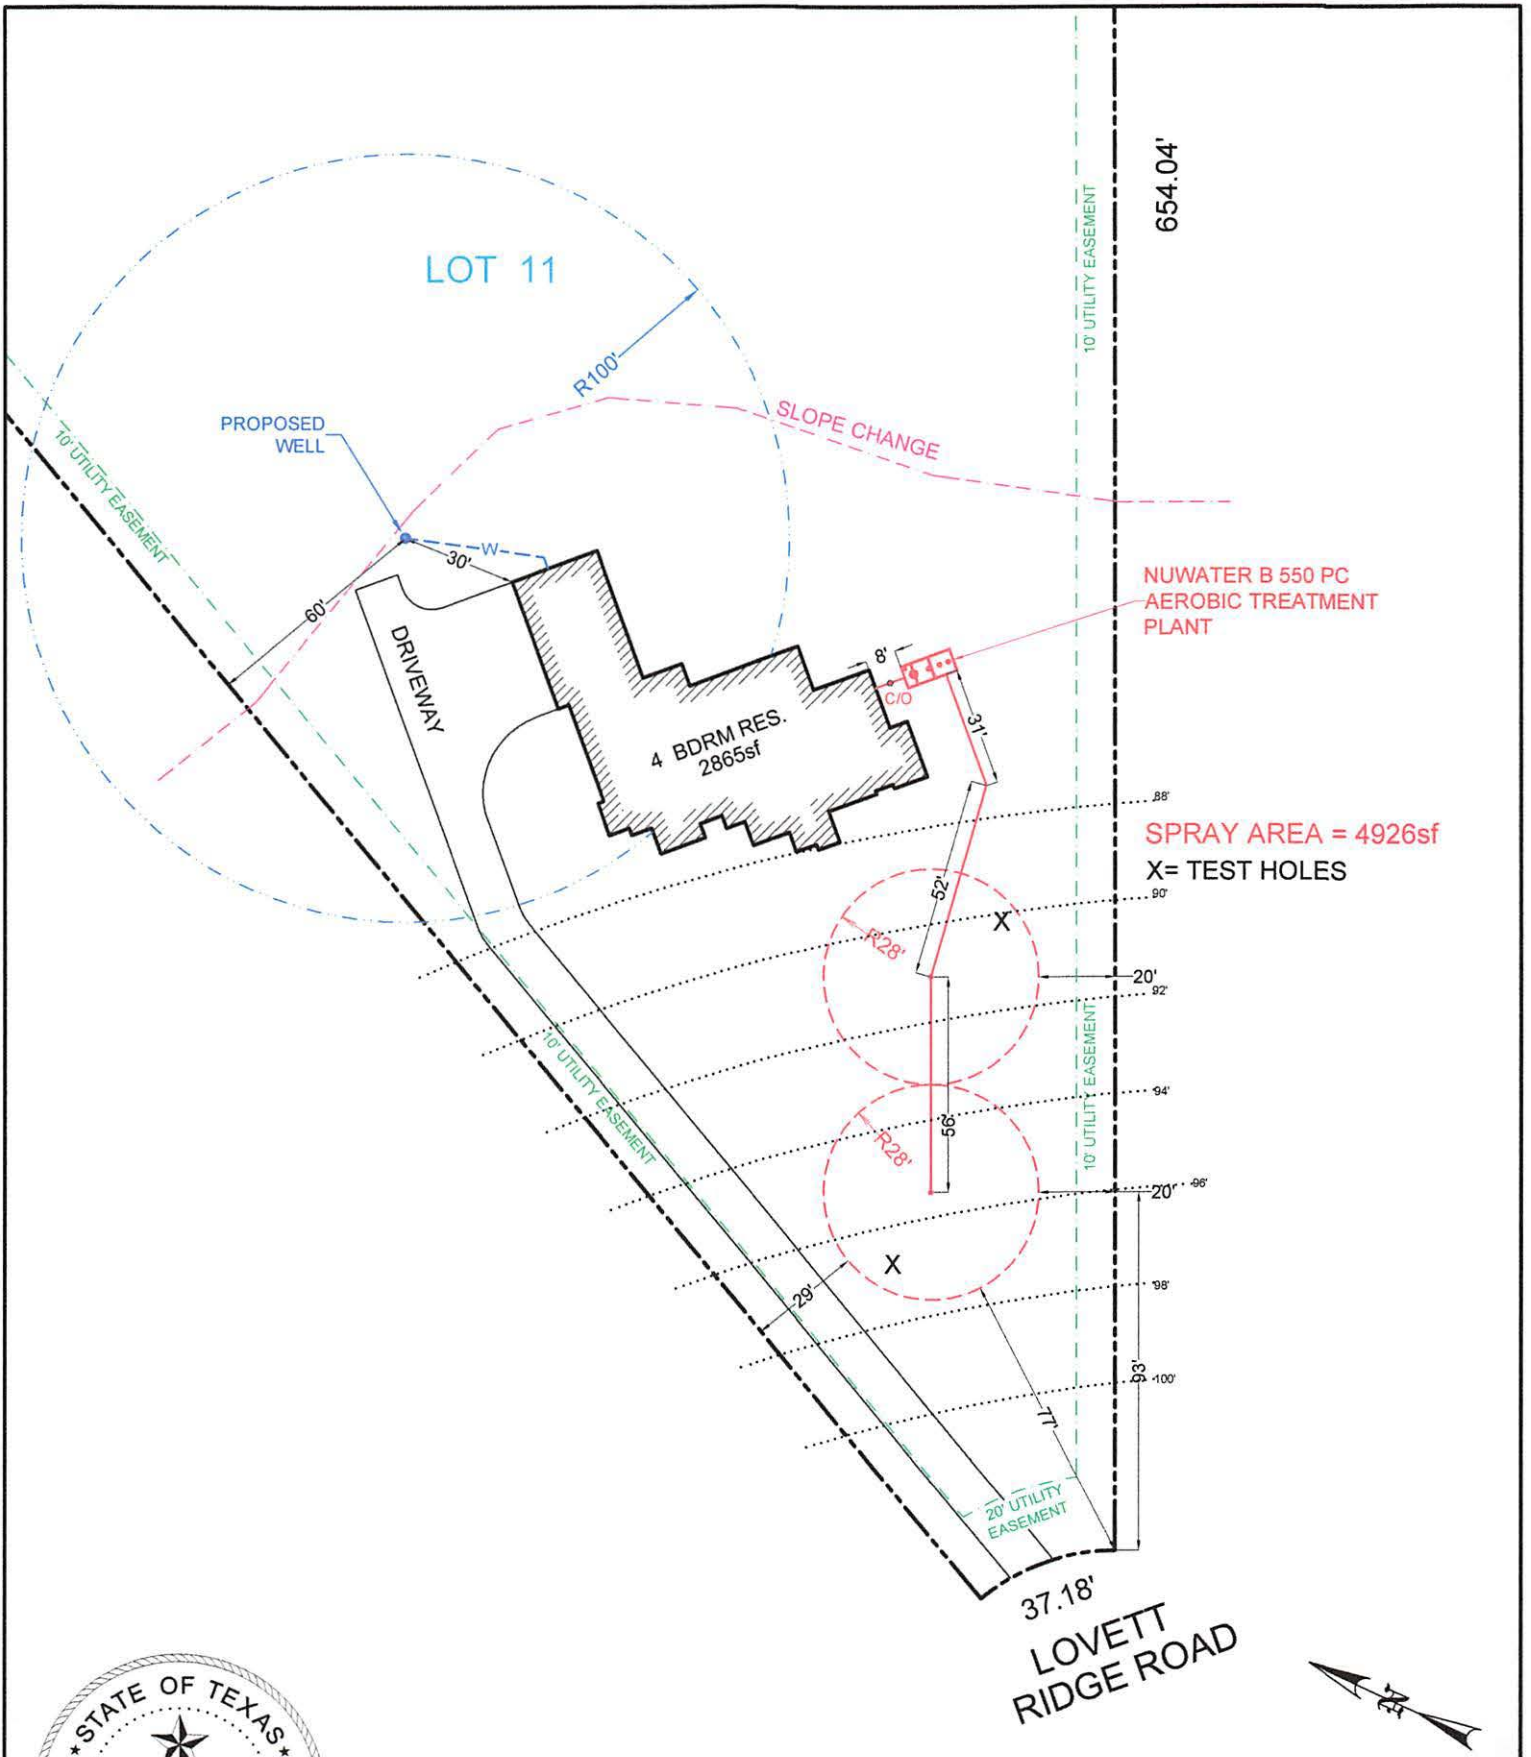 654.04'
10' UTILITY EASEMENT
LOT 11
R100'
SLOPE CHANGE
PROPOSED
WELL
10' UTILITY EASEMENT
W
30'
60'
NUWATER B 550 PC
AEROBIC TREATMENT
PLANT
DRIVEWAY
8'
C/O
31'
4 BDRM RES.
2865sf
88'
SPRAY AREA = 4926sf
X= TEST HOLES
52'
90'
X
R28'
20'
92'
10' UTILITY EASEMENT
10' UTILITY EASEMENT
94'
56'
R28'
20'
96'
X
29'
98'
93'
100'
77'
20' UTILITY
EASEMENT
37.18'
LOVETT
RIDGE ROAD
N
STATE OF TEXAS